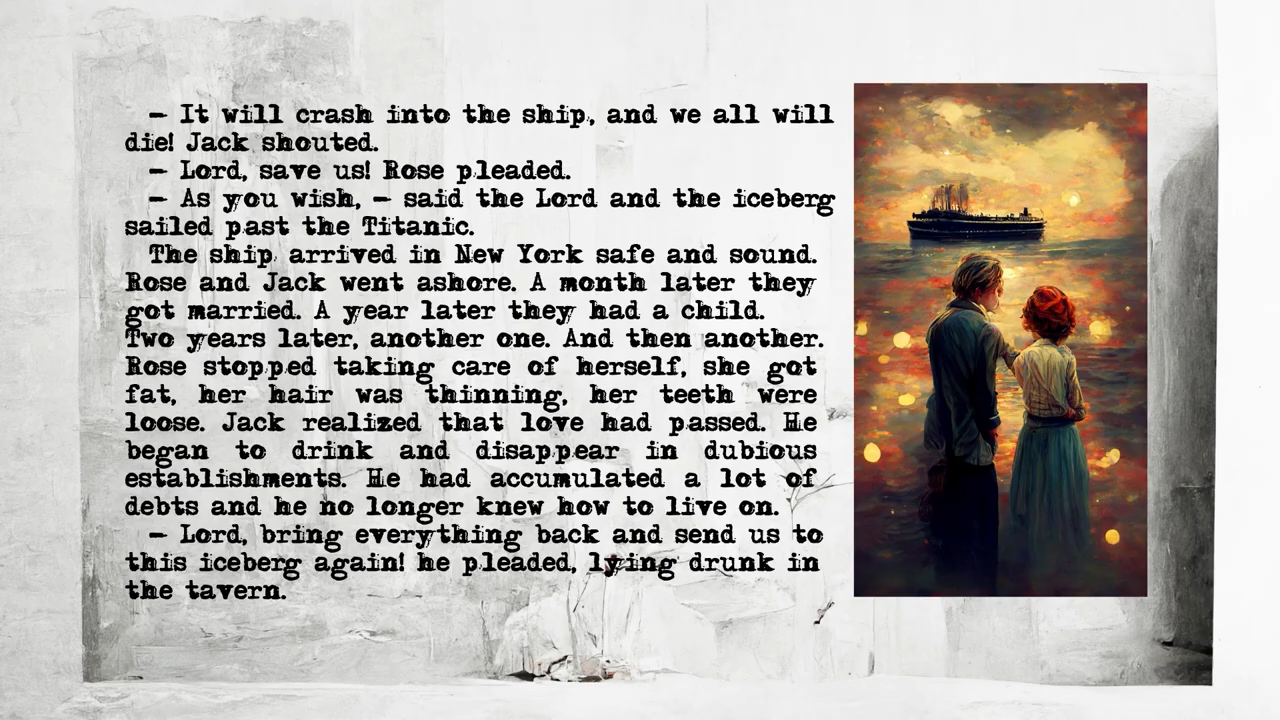 — It will crash into the ship, and we all will
die! Jack shouted.
— Lord, save us! Rose pleaded.
— As you wish, — said the Lord and the iceberg
sailed past the Titanic.
The ship arrived in New York safe and sound.
Rose and Jack went ashore. A month later they
got married. A year later they had a child.
Two years later, another one. And then another.
Rose stopped taking care of herself, she got
fat, her hair was thinning, her teeth were
loose. Jack realized that love had passed. He
began to drink and disappear in dubious
establishments. He had accumulated a lot of
debts and he no longer knew how to live on.
— Lord, bring everything back and send us to
this iceberg again! he pleaded, lying drunk in
the tavern.